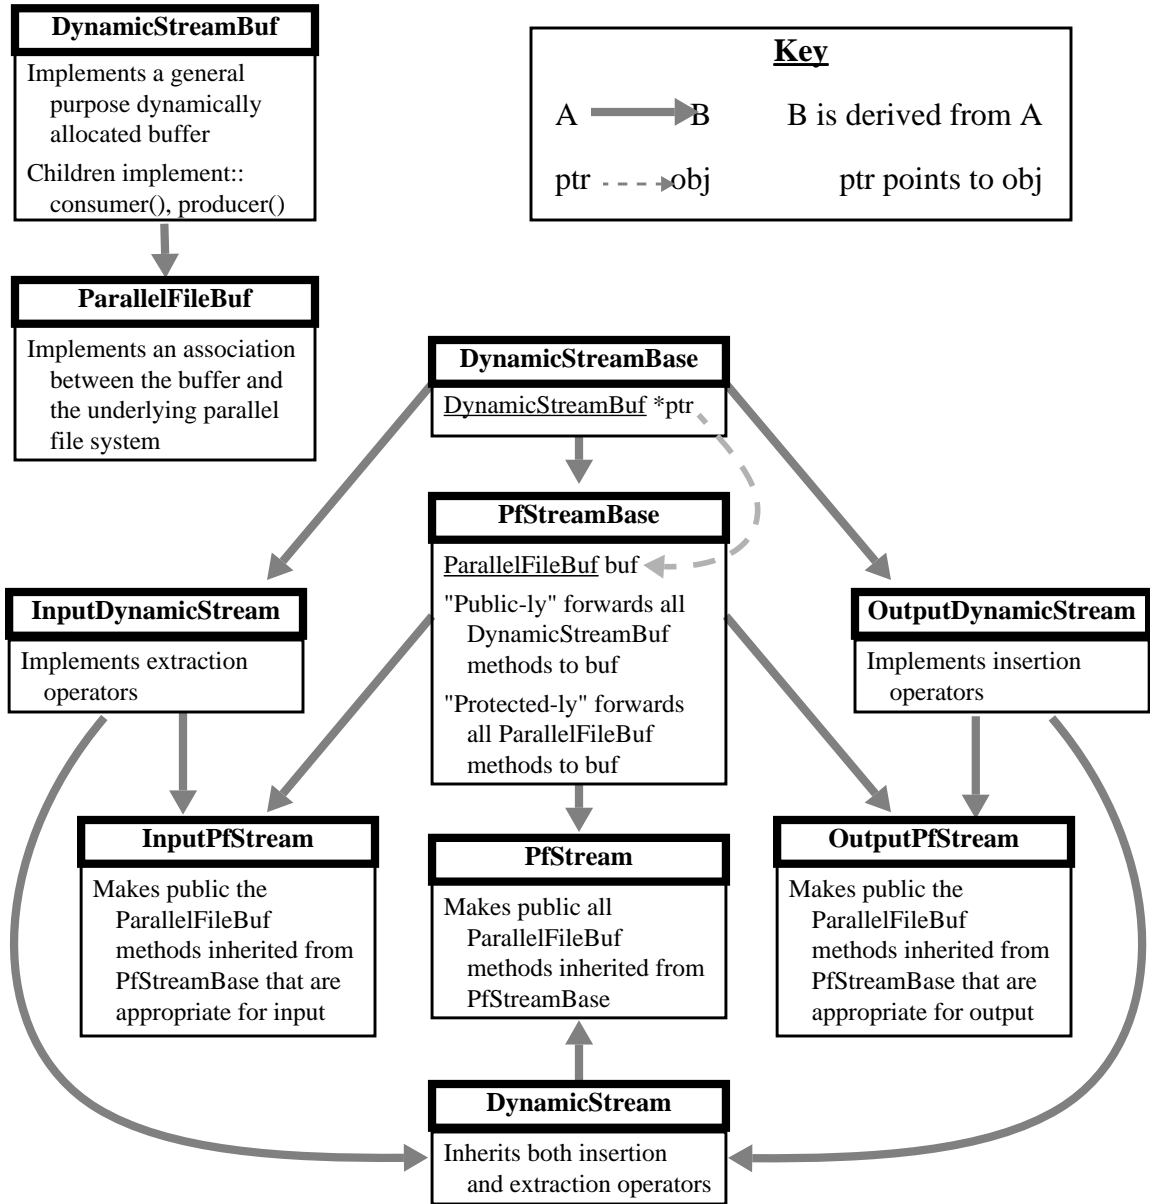 DynamicStreamBuf
Implements a general
purpose dynamically
allocated buffer
Children implement::
consumer(), producer()
Key
A B B is derived from A
ptr obj ptr points to obj
ParallelFileBuf
Implements an association
between the buffer and
the underlying parallel
file system
DynamicStreamBase
DynamicStreamBuf *ptr
PfStreamBase
ParallelFileBuf buf
"Public-ly" forwards all
DynamicStreamBuf
methods to buf
"Protected-ly" forwards
all ParallelFileBuf
methods to buf
InputDynamicStream
Implements extraction
operators
OutputDynamicStream
Implements insertion
operators
InputPfStream
Makes public the
ParallelFileBuf
methods inherited from
PfStreamBase that are
appropriate for input
PfStream
Makes public all
ParallelFileBuf
methods inherited from
PfStreamBase
OutputPfStream
Makes public the
ParallelFileBuf
methods inherited from
PfStreamBase that are
appropriate for output
DynamicStream
Inherits both insertion
and extraction operators